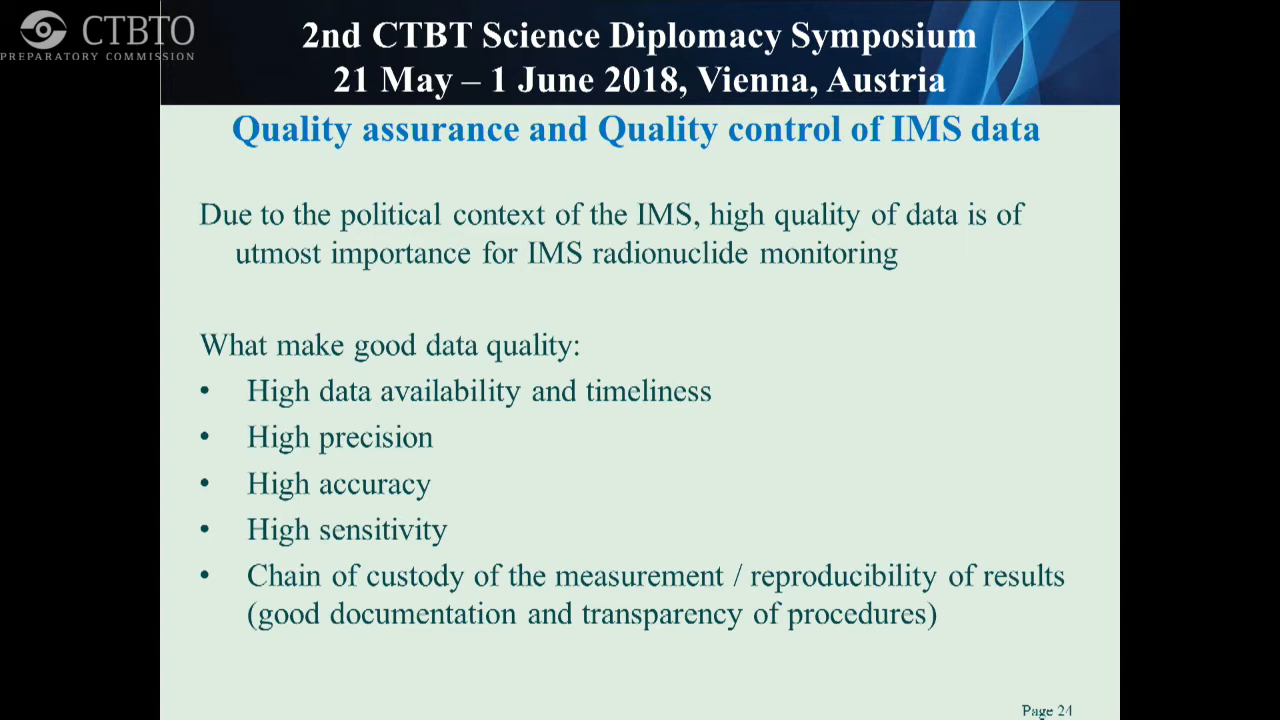 CTBTO
PREPARATORY COMMISSION
2nd CTBT Science Diplomacy Symposium
21 May – 1 June 2018, Vienna, Austria
Quality assurance and Quality control of IMS data
Due to the political context of the IMS, high quality of data is of
utmost importance for IMS radionuclide monitoring
What make good data quality:
• High data availability and timeliness
• High precision
• High accuracy
• High sensitivity
• Chain of custody of the measurement / reproducibility of results
(good documentation and transparency of procedures)
Page 24